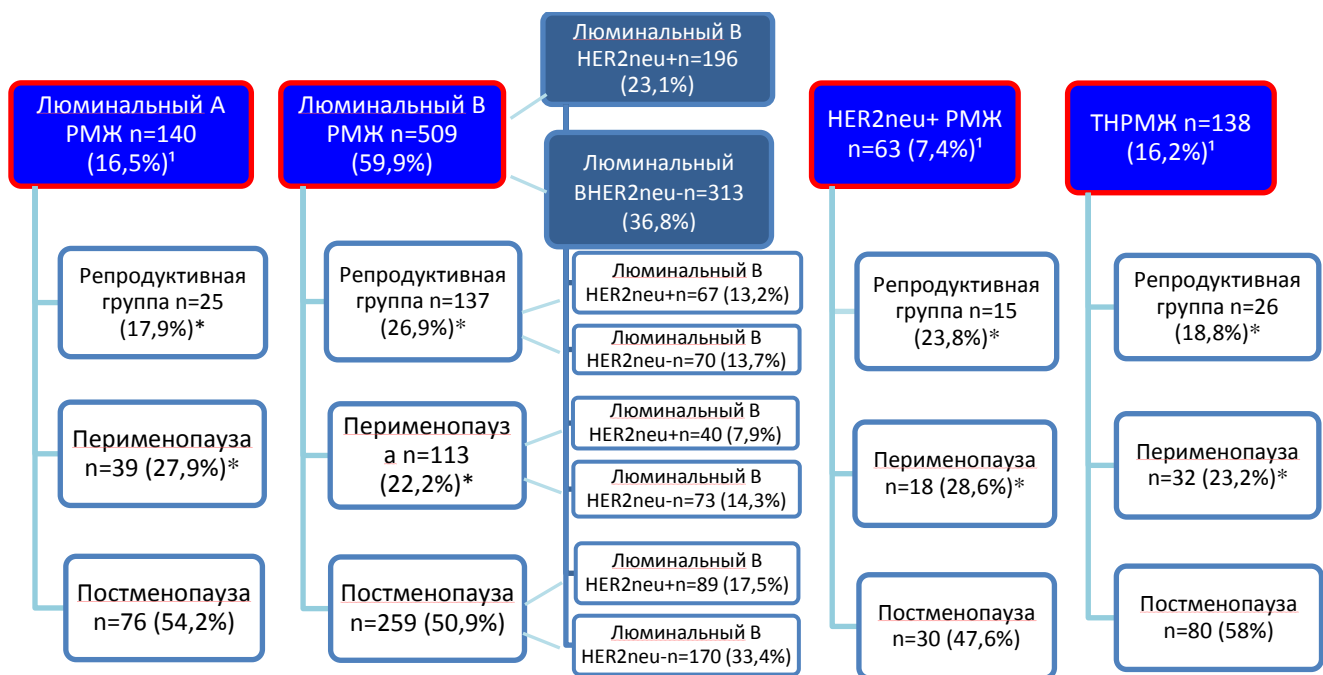 Люминальный А
РМЖ n=140
(16,5%)¹
Репродуктивная
группа n=25
(17,9%)*
Перименопауза
n=39 (27,9%)*
Постменопауза
n=76 (54,2%)
Люминальный В
РМЖ n=509
(59,9%)
Репродуктивная
группа n=137
(26,9%)*
Перименопауз
а n=113
(22,2%)*
Постменопауза
n=259 (50,9%)
Люминальный В
HER2neu+n=196
(23,1%)
Люминальный
ВHER2neu-n=313
(36,8%)
Люминальный В
HER2neu+n=67 (13,2%)
Люминальный В
HER2neu-n=70 (13,7%)
Люминальный В
HER2neu+n=40 (7,9%)
Люминальный В
HER2neu-n=73 (14,3%)
Люминальный В
HER2neu+n=89 (17,5%)
Люминальный В
HER2neu-n=170 (33,4%)
HER2neu+ РМЖ
n=63 (7,4%)¹
Репродуктивная
группа n=15
(23,8%)*
Перименопауза
n=18 (28,6%)*
Постменопауза
n=30 (47,6%)
ТНРМЖ n=138
(16,2%)¹
Репродуктивная
группа n=26
(18,8%)*
Перименопауза
n=32 (23,2%)*
Постменопауза
n=80 (58%)